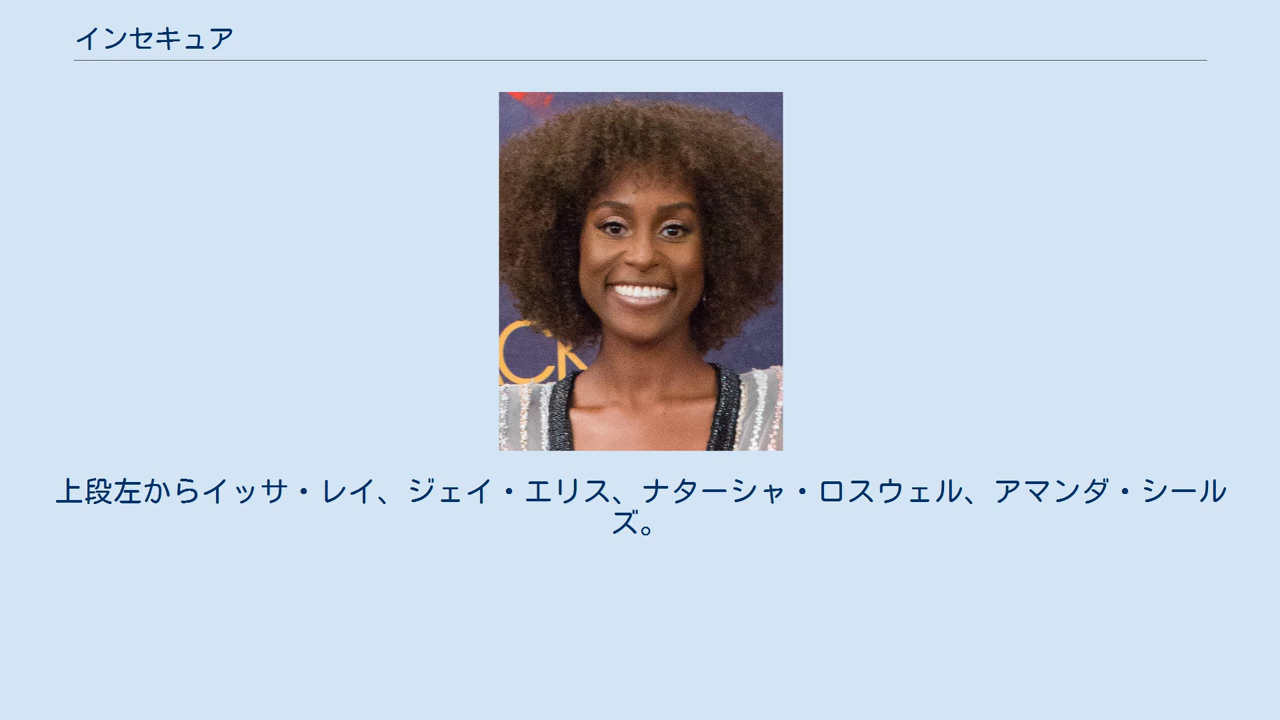 インセキュア
CK
上段左からイッサ・レイ、ジェイ・エリス、ナターシャ・ロスウェル、アマンダ・シール
ズ。